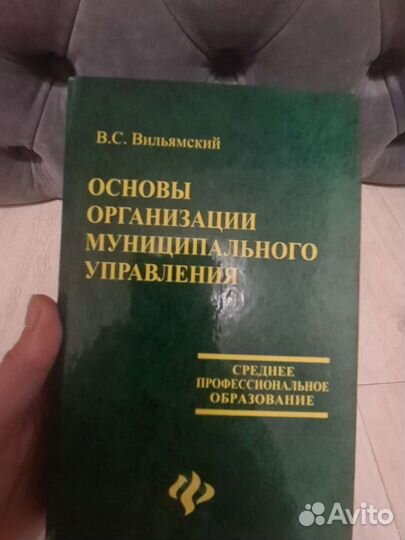 В.С. Вильямский
ОСНОВЫ
ОРГАНИЗАЦИИ
МУНИЦИПАЛЬНОГО
УПРАВЛЕНИЯ
СРЕДНЕЕ
ПРОФЕССИОНАЛЬНОЕ
ОБРАЗОВАНИЕ
Avito